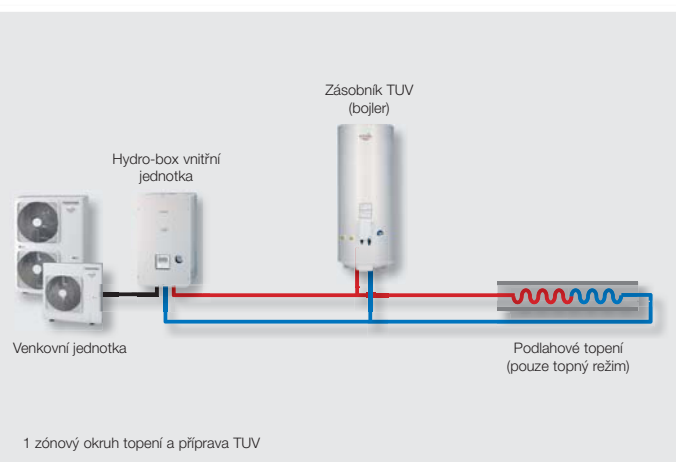 Zásobník TUV
(bojler)
Hydro-box vnitřní
jednotka
Venkovní jednotka
Podlahové topení
(pouze topný režim)
1 zónový okruh topení a příprava TUV